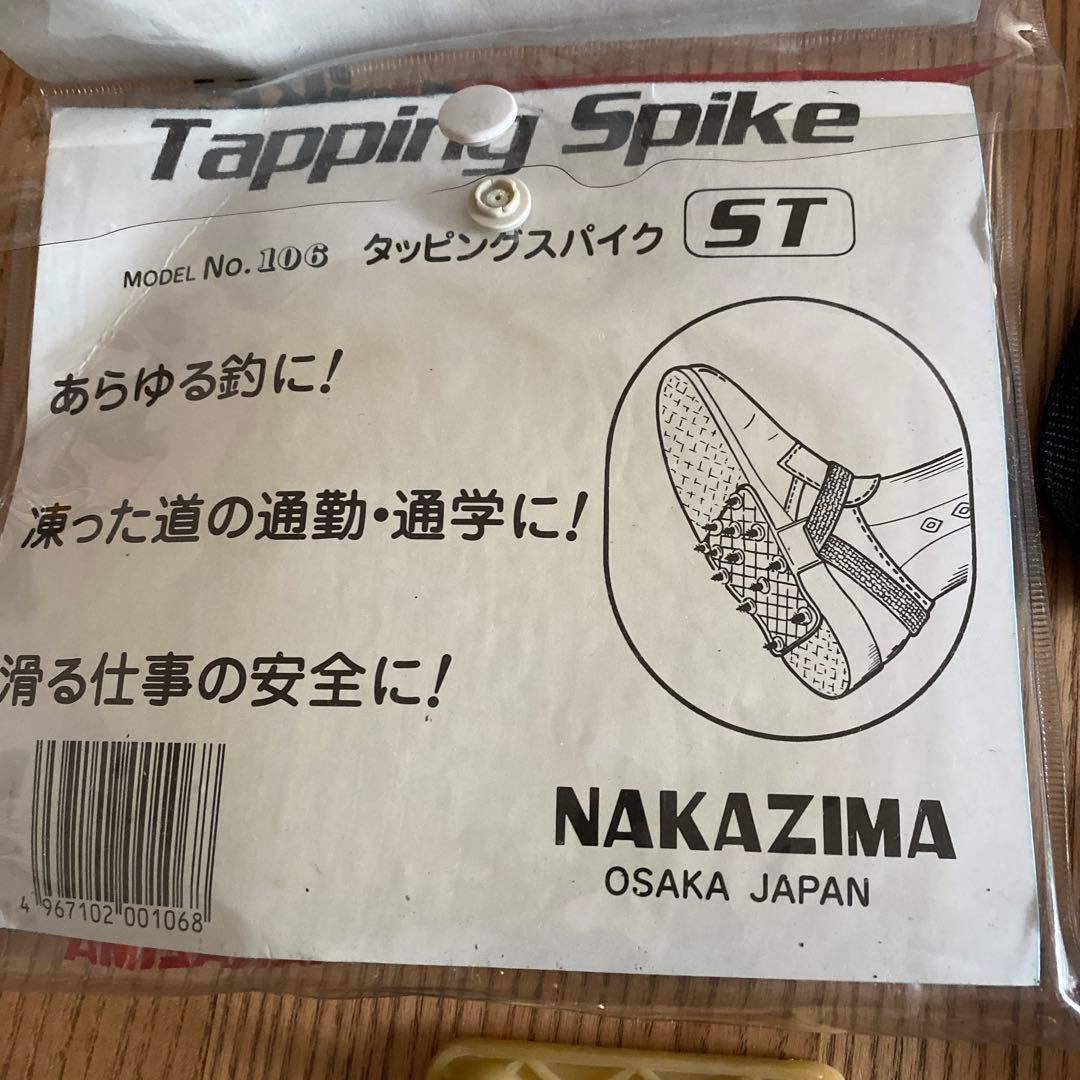 Tapping Spike
MODEL No. 106 タッピングスパイク ST
あらゆる釣に!
凍った道の通勤・通学に!
滑る仕事の安全に!
4 967102 001068
NAKAZIMA
OSAKA JAPAN